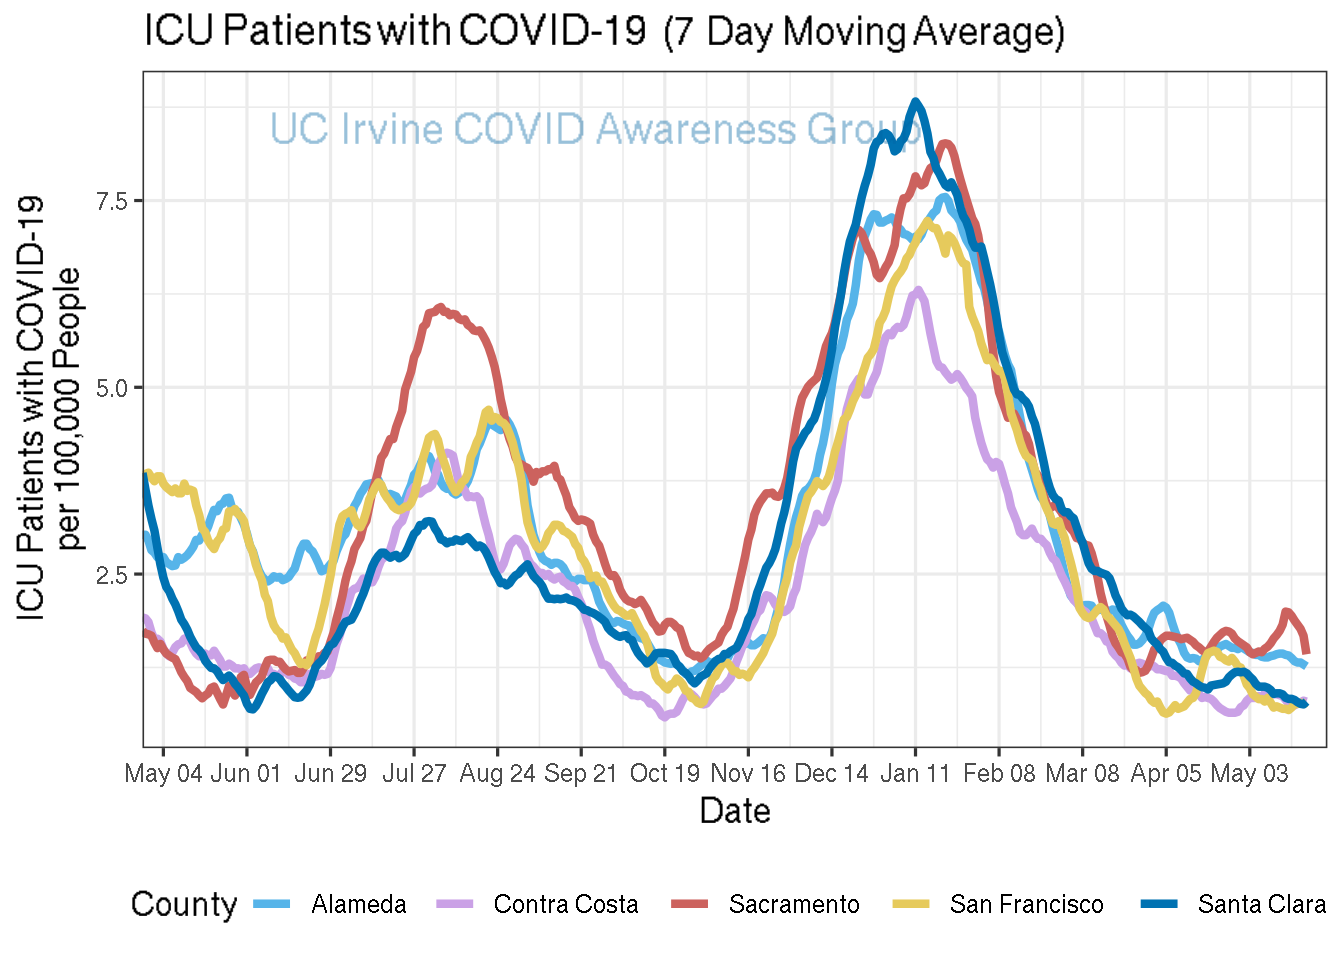 ICU Patients with COVID-19 (7 Day Moving Average)
UC Irvine COVID Awareness Group
ICU Patients with COVID-19
per 100,000 People
7.5
5.0
2.5
May 04 Jun 01 Jun 29 Jul 27 Aug 24 Sep 21 Oct 19 Nov 16 Dec 14 Jan 11 Feb 08 Mar 08 Apr 05 May 03
Date
County Alameda Contra Costa Sacramento San Francisco Santa Clara